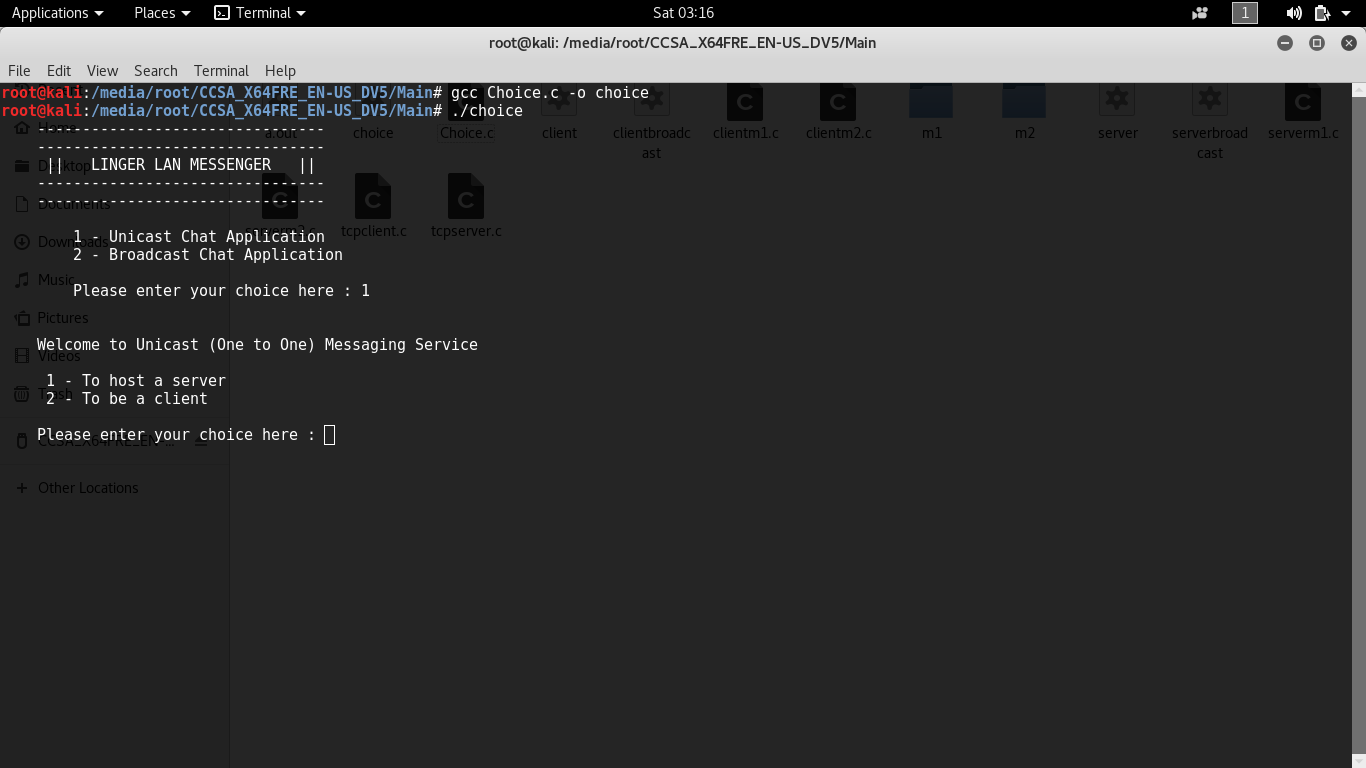 Applications Places Terminal Sat 03:16 1
root@kali: /media/root/CCSA_X64FRE_EN-US_DV5/Main
File Edit View Search Terminal Help
root@kali:/media/root/CCSA_X64FRE_EN-US_DV5/Main# gcc Choice.c -o choice
root@kali:/media/root/CCSA_X64FRE_EN-US_DV5/Main# ./choice
--------------------------------
--------------------------------
|| LINGER LAN MESSENGER ||
--------------------------------
--------------------------------
1 - Unicast Chat Application
2 - Broadcast Chat Application
Please enter your choice here : 1
Welcome to Unicast (One to One) Messaging Service
1 - To host a server
2 - To be a client
Please enter your choice here :
Home
Desktop
Documents
Downloads
Music
Pictures
Videos
Trash
CCSA_X64FRE_EN-...
Other Locations
a.out choice Choice.c client clientbroadc clientm1.c clientm2.c m1 m2 server serverbroad serverm1.c
ast cast
serverm2.c tcpclient.c tcpserver.c